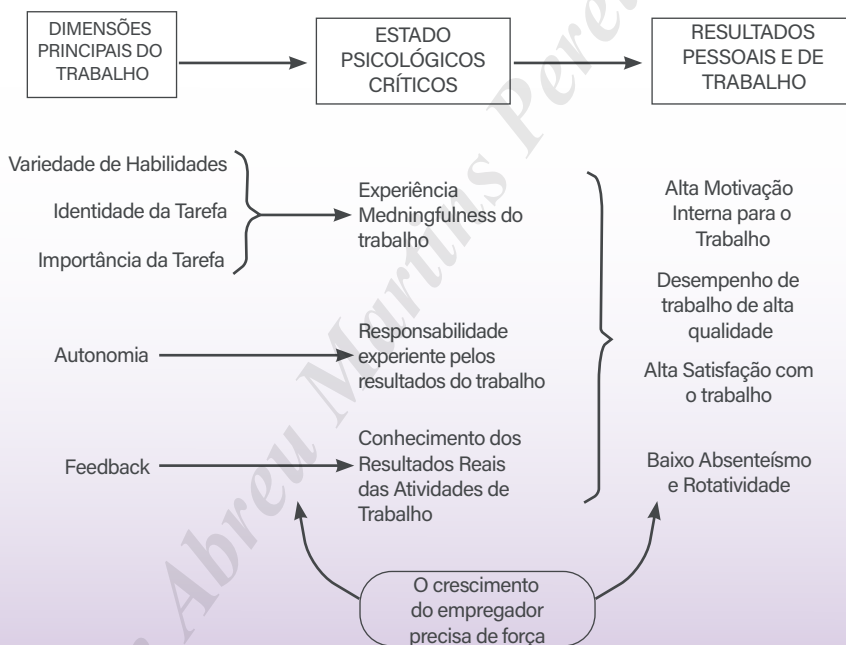 DIMENSÕES
PRINCIPAIS DO
TRABALHO
ESTADO
PSICOLÓGICOS
CRÍTICOS
RESULTADOS
PESSOAIS E DE
TRABALHO
Variedade de Habilidades
Identidade da Tarefa
Importância da Tarefa
Experiência
Medningfulness do
trabalho
Autonomia
Responsabilidade
experiente pelos
resultados do trabalho
Feedback
Conhecimento dos
Resultados Reais
das Atividades de
Trabalho
Alta Motivação
Interna para o
Trabalho
Desempenho de
trabalho de alta
qualidade
Alta Satisfação com
o trabalho
Baixo Absenteísmo
e Rotatividade
O crescimento
do empregador
precisa de força
Abreu Martins